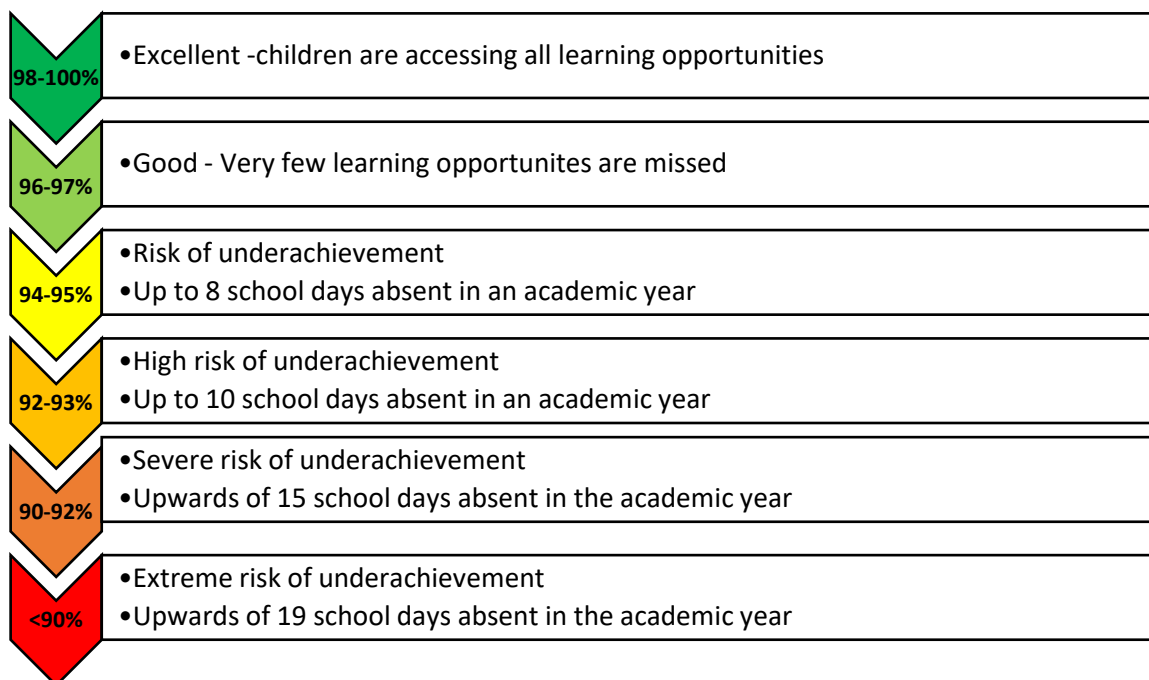 98-100%
•Excellent -children are accessing all learning opportunities
96-97%
•Good - Very few learning opportunites are missed
94-95%
•Risk of underachievement
•Up to 8 school days absent in an academic year
92-93%
•High risk of underachievement
•Up to 10 school days absent in an academic year
90-92%
•Severe risk of underachievement
•Upwards of 15 school days absent in the academic year
<90%
•Extreme risk of underachievement
•Upwards of 19 school days absent in the academic year